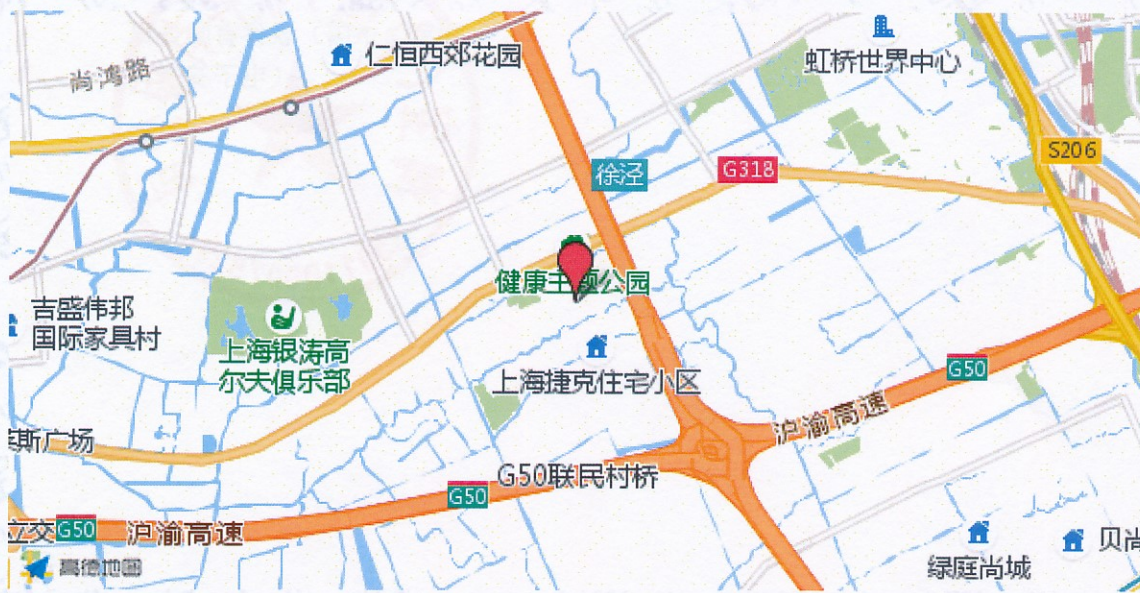 仁恒西郊花园
虹桥世界中心
尚鸿路
S206
徐泾
G318
健康主题公园
吉盛伟邦
国际家具村
上海银涛高
尔夫俱乐部
上海捷克住宅小区
G50
沪渝高速
斯广场
G50联民村桥
G50
立交
G50
沪渝高速
绿庭尚城
贝尚
高德地图